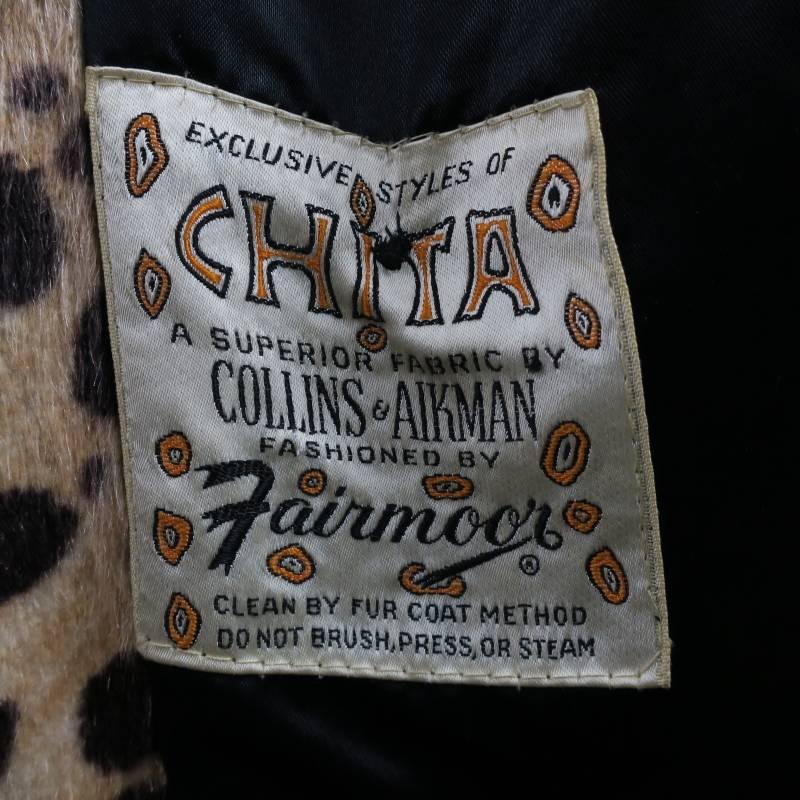 EXCLUSIVE STYLES OF
CHITA
A SUPERIOR FABRIC BY
COLLINS & AIKMAN
FASHIONED BY
Fairmoor ®
CLEAN BY FUR COAT METHOD
DO NOT BRUSH, PRESS, OR STEAM